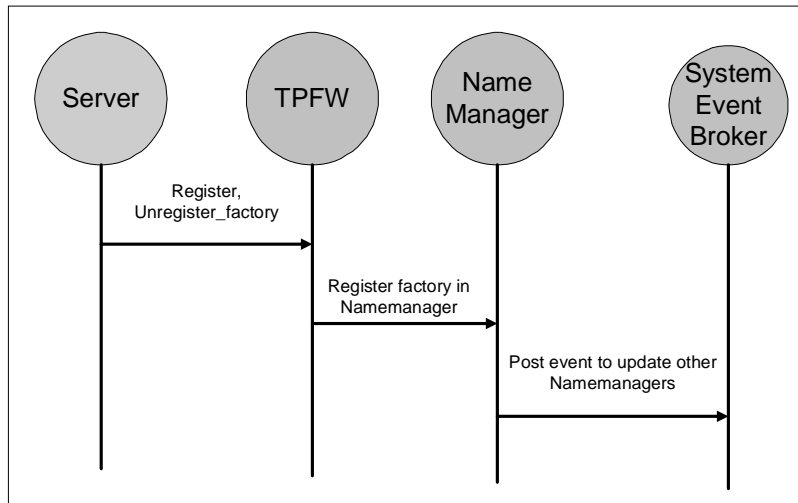 Server
TPFW
Name
Manager
System
Event
Broker
Register,
Unregister_factory
Register factory in
Namemanager
Post event to update other
Namemanagers